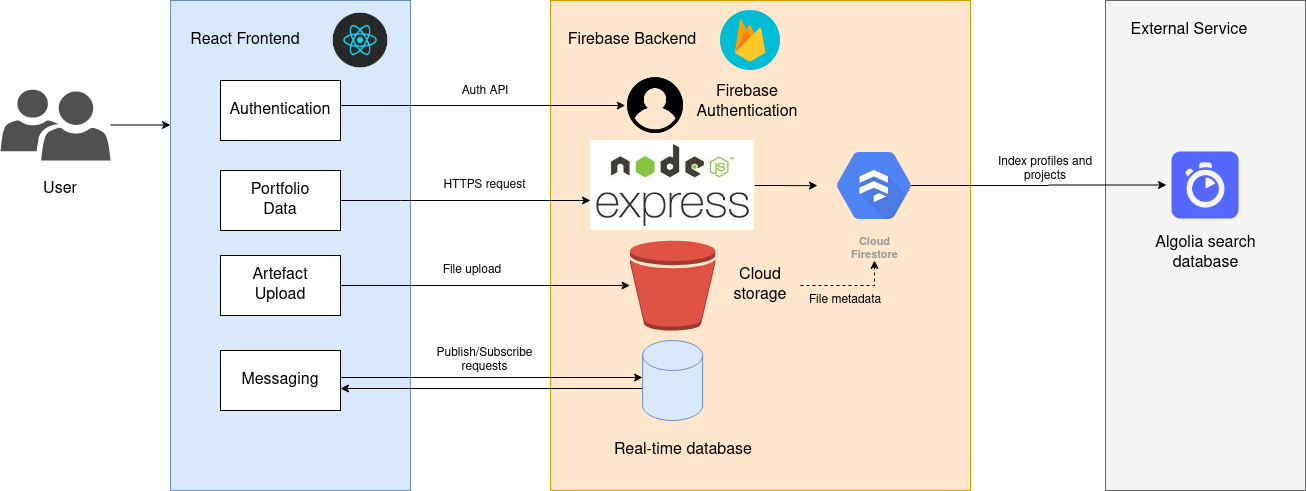 React Frontend
Firebase Backend
External Service
User
Authentication
Auth API
Firebase
Authentication
Portfolio
Data
HTTPS request
node
JS
™
express
Cloud
Firestore
Index profiles and
projects
Algolia search
database
Artefact
Upload
File upload
Cloud
storage
File metadata
Messaging
Publish/Subscribe
requests
Real-time database